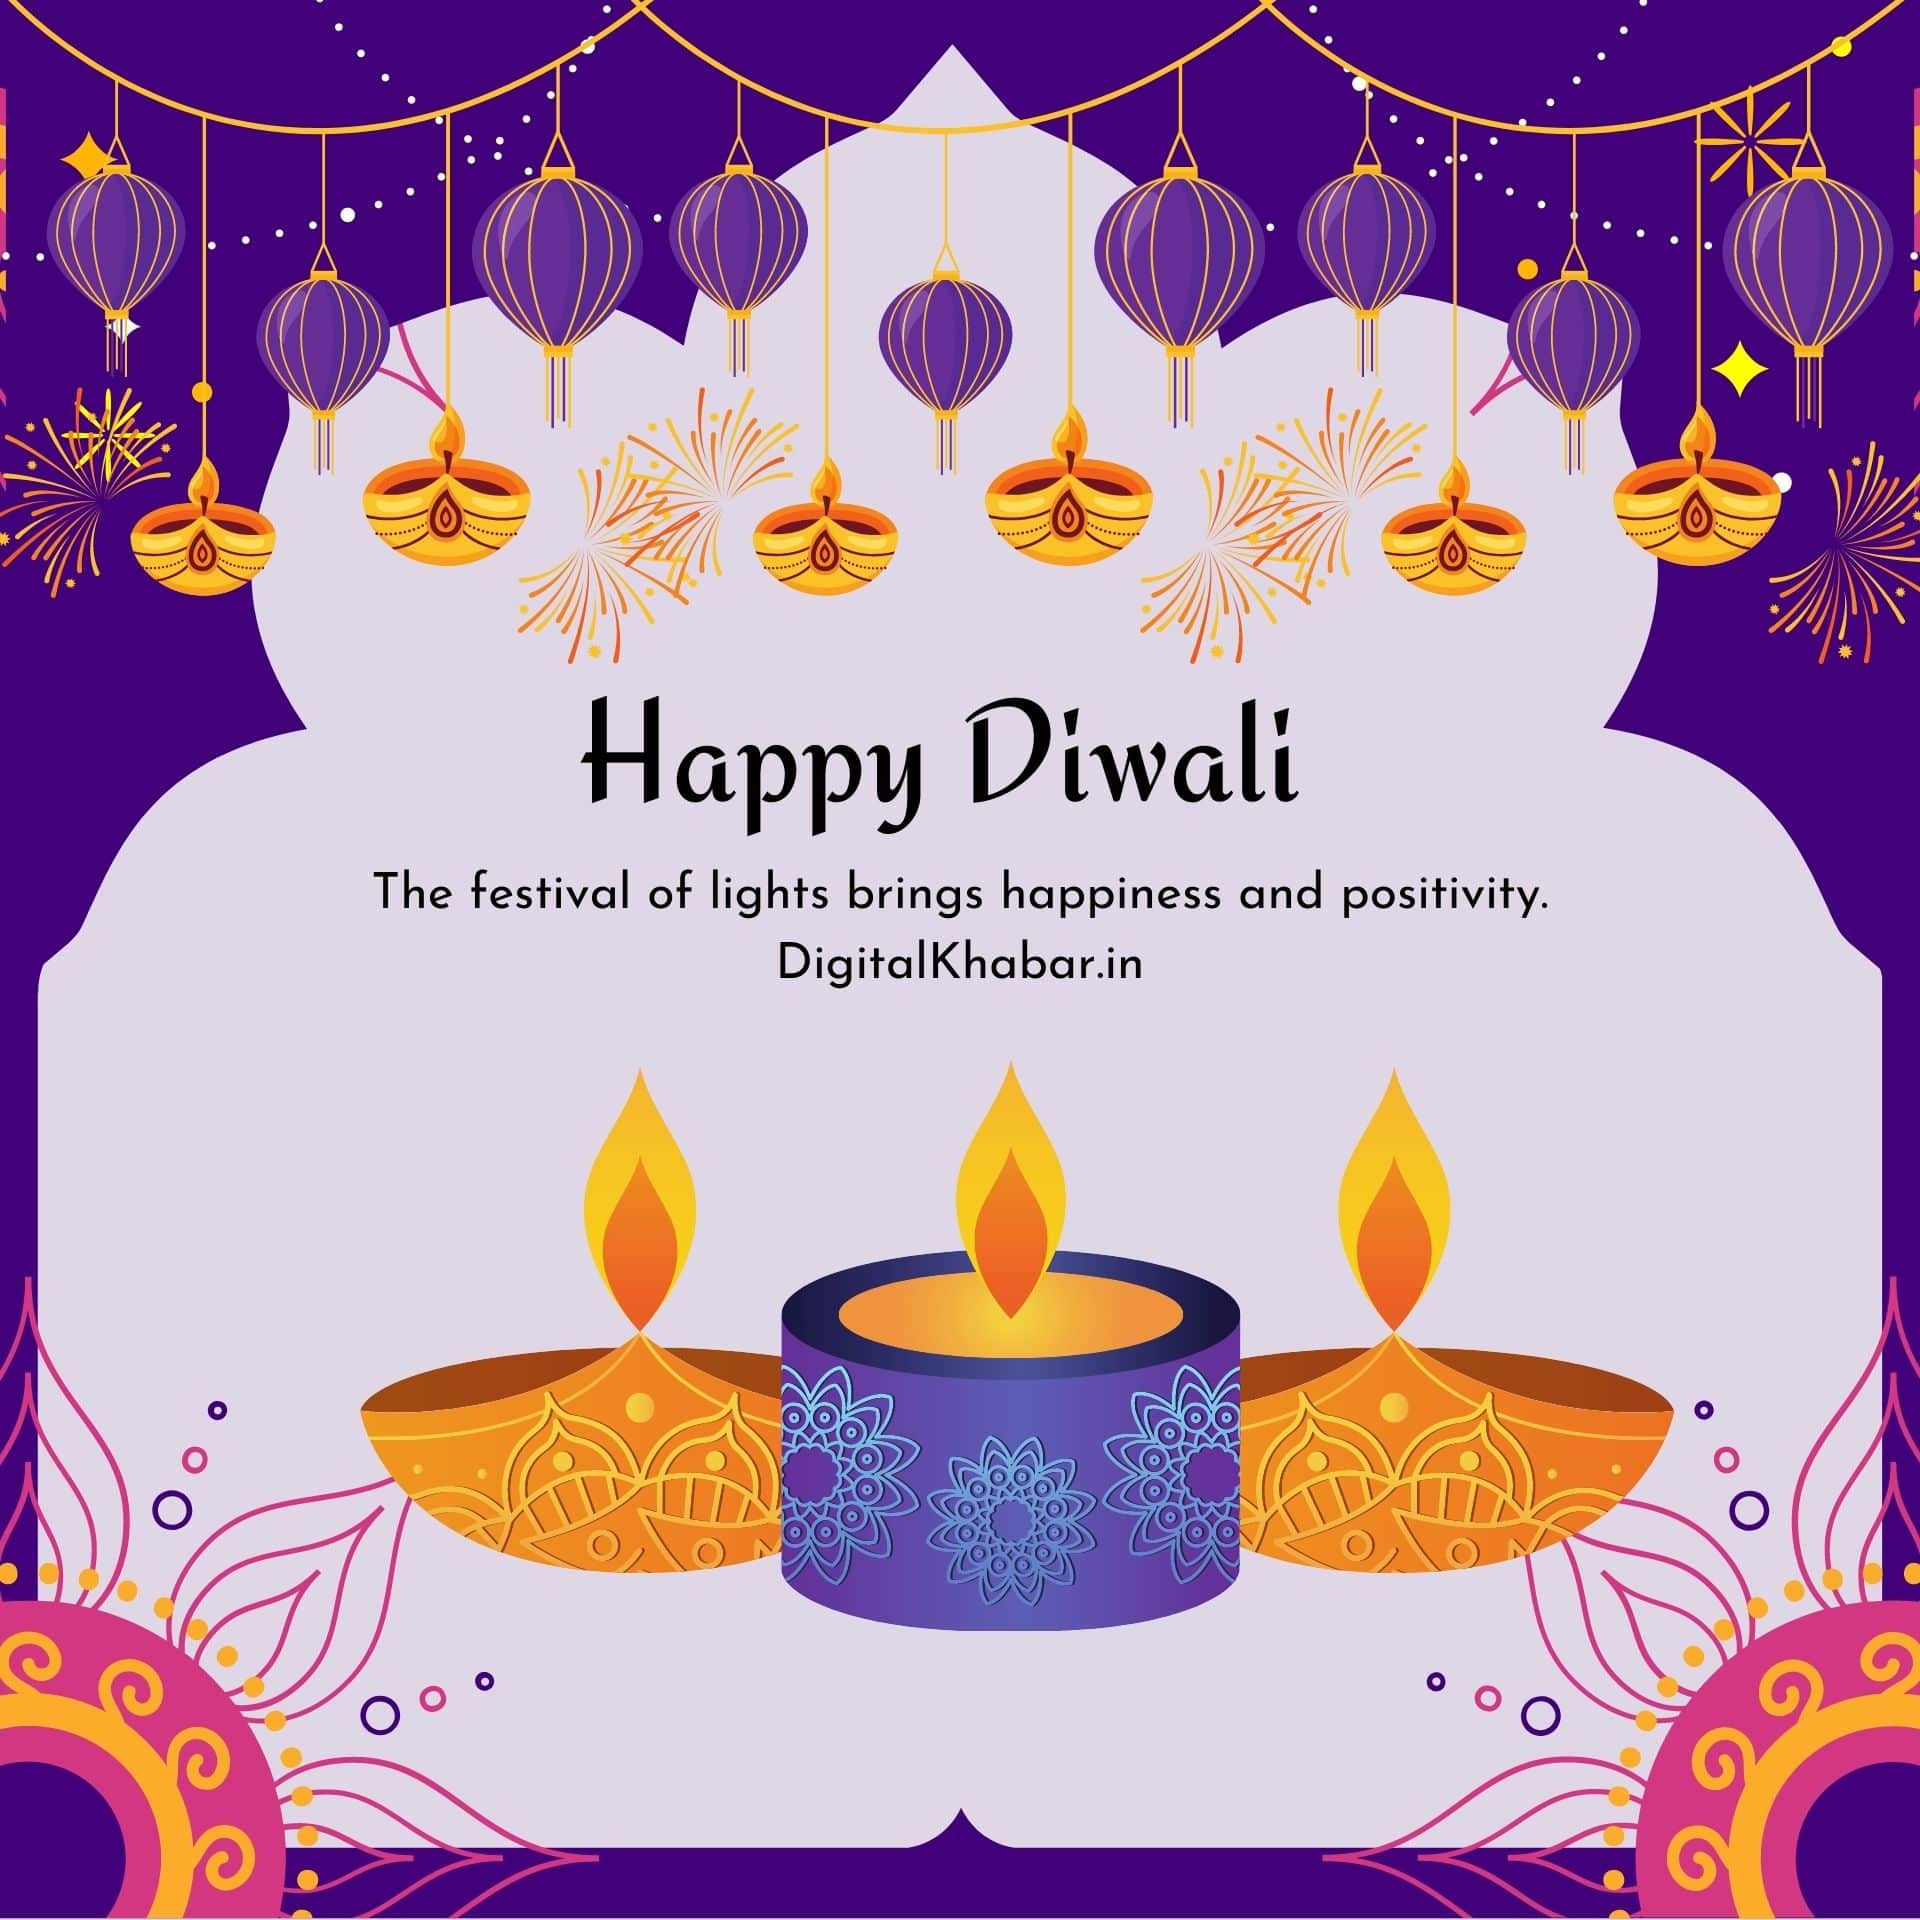 Happy Diwali
The festival of lights brings happiness and positivity.
DigitalKhabar.in